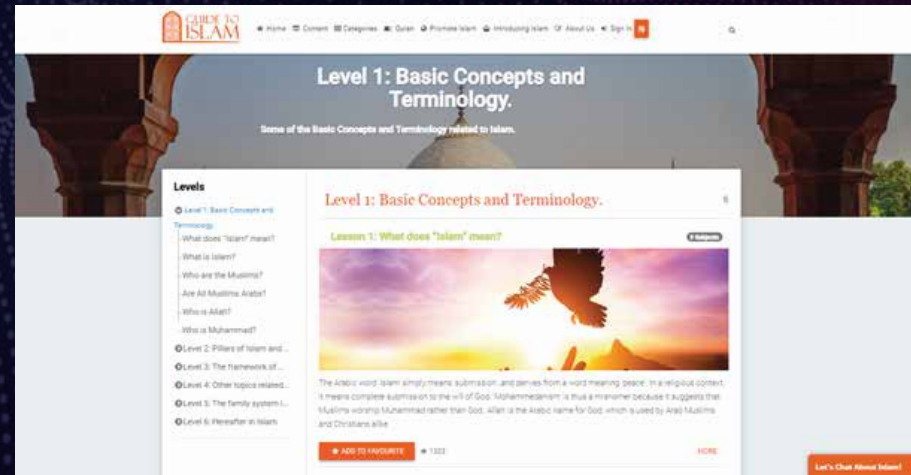 GUIDE TO
ISLAM
Home Content Categories Quran Promote Islam Introducing Islam About Us Sign In
Level 1: Basic Concepts and
Terminology.
Some of the Basic Concepts and Terminology related to Islam.
Levels
Level 1: Basic Concepts and
Terminology.
What does "Islam" mean?
What is Islam?
Who are the Muslims?
Are All Muslims Arabs?
Who is Allah?
Who is Muhammad?
Level 2: Pillars of Islam and ...
Level 3: The framework of ...
Level 4: Other topics related...
Level 5: The family system i...
Level 6: Hereafter in Islam
Level 1: Basic Concepts and Terminology.
6
Lesson 1: What does "Islam" mean?
The Arabic word 'Islam' simply means submission, and derives from a word meaning 'peace'. In a religious context,
it means complete submission to the will of God. 'Mohammedanism' is thus a misnomer because it suggests that
Muslims worship Muhammad rather than God. 'Allah' is the Arabic name for God, which is used by Arab Muslims
and Christians alike.
ADD TO FAVOURITE
MORE
Let's Chat About Islam!